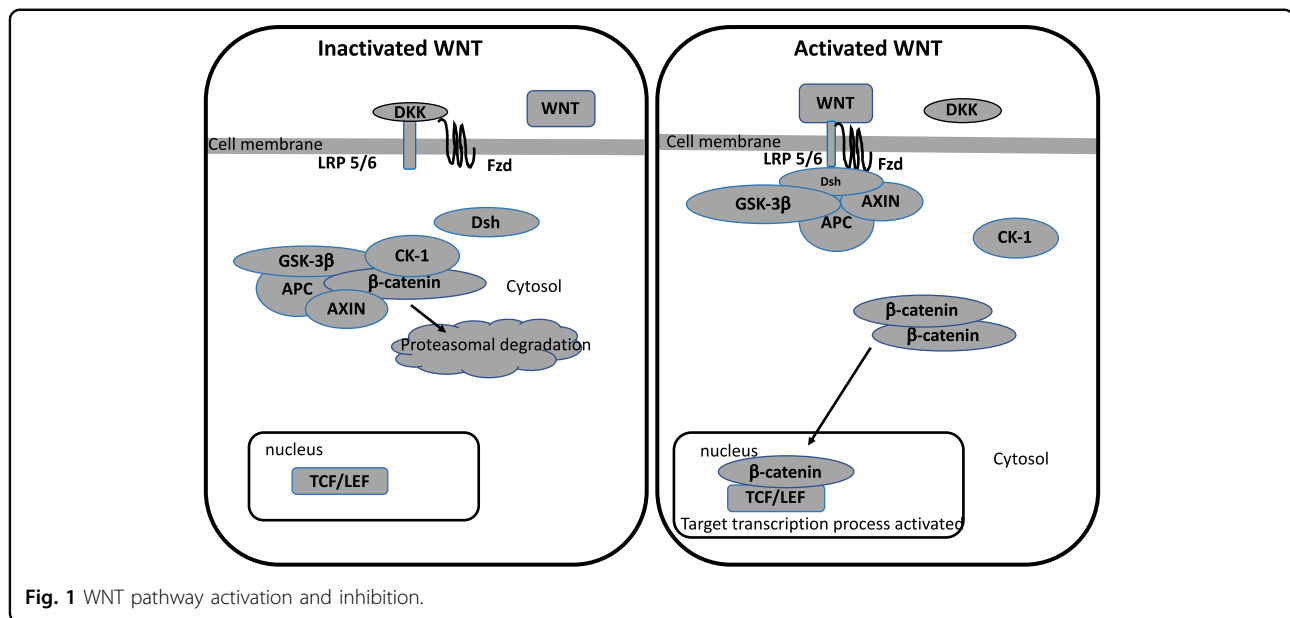 Inactivated WNT
DKK
WNT
Cell membrane
LRP 5/6
Fzd
Dsh
CK-1
GSK-3β
β-catenin
APC
AXIN
Cytosol
Proteasomal degradation
nucleus
TCF/LEF
Activated WNT
WNT
DKK
Cell membrane
LRP 5/6
Fzd
Dsh
GSK-3β
AXIN
APC
CK-1
β-catenin
β-catenin
nucleus
β-catenin
TCF/LEF
Target transcription process activated
Cytosol
Fig. 1 WNT pathway activation and inhibition.